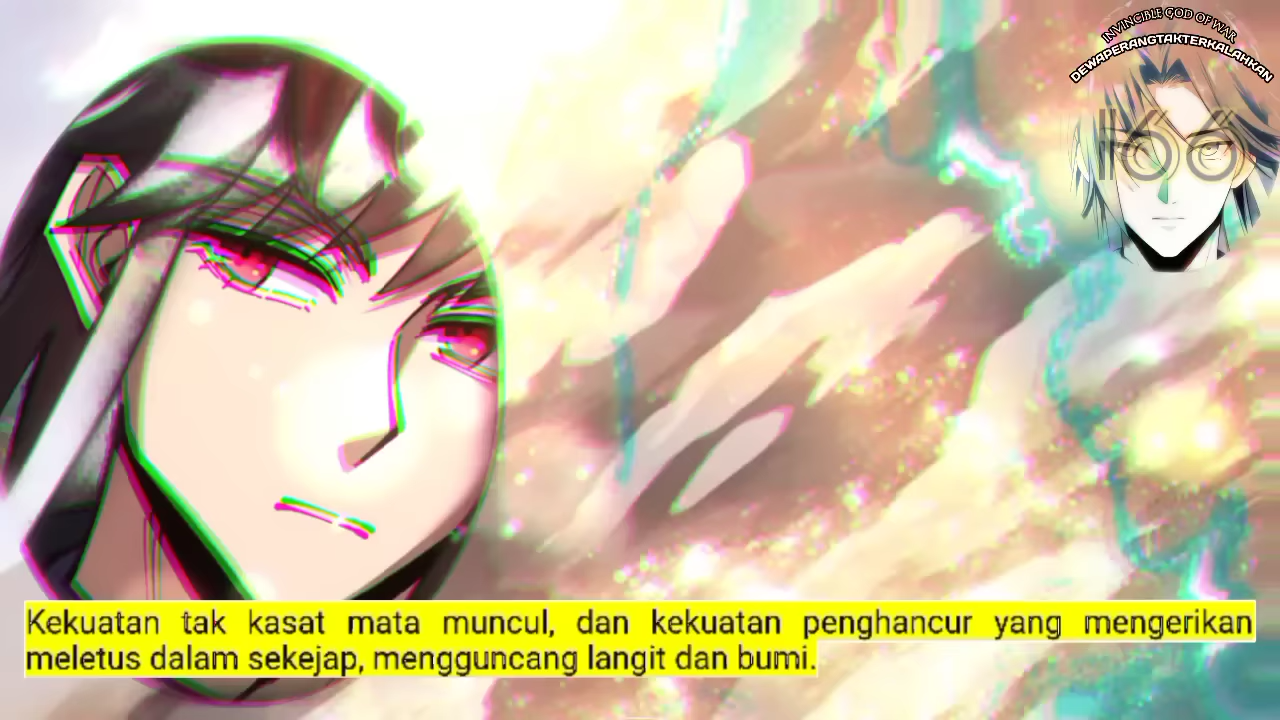 INVINCIBLE GOD OF WAR
DEWAPERANGTAKTERKALAHKAN
166
Kekuatan tak kasat mata muncul, dan kekuatan penghancur yang mengerikan
meletus dalam sekejap, mengguncang langit dan bumi.